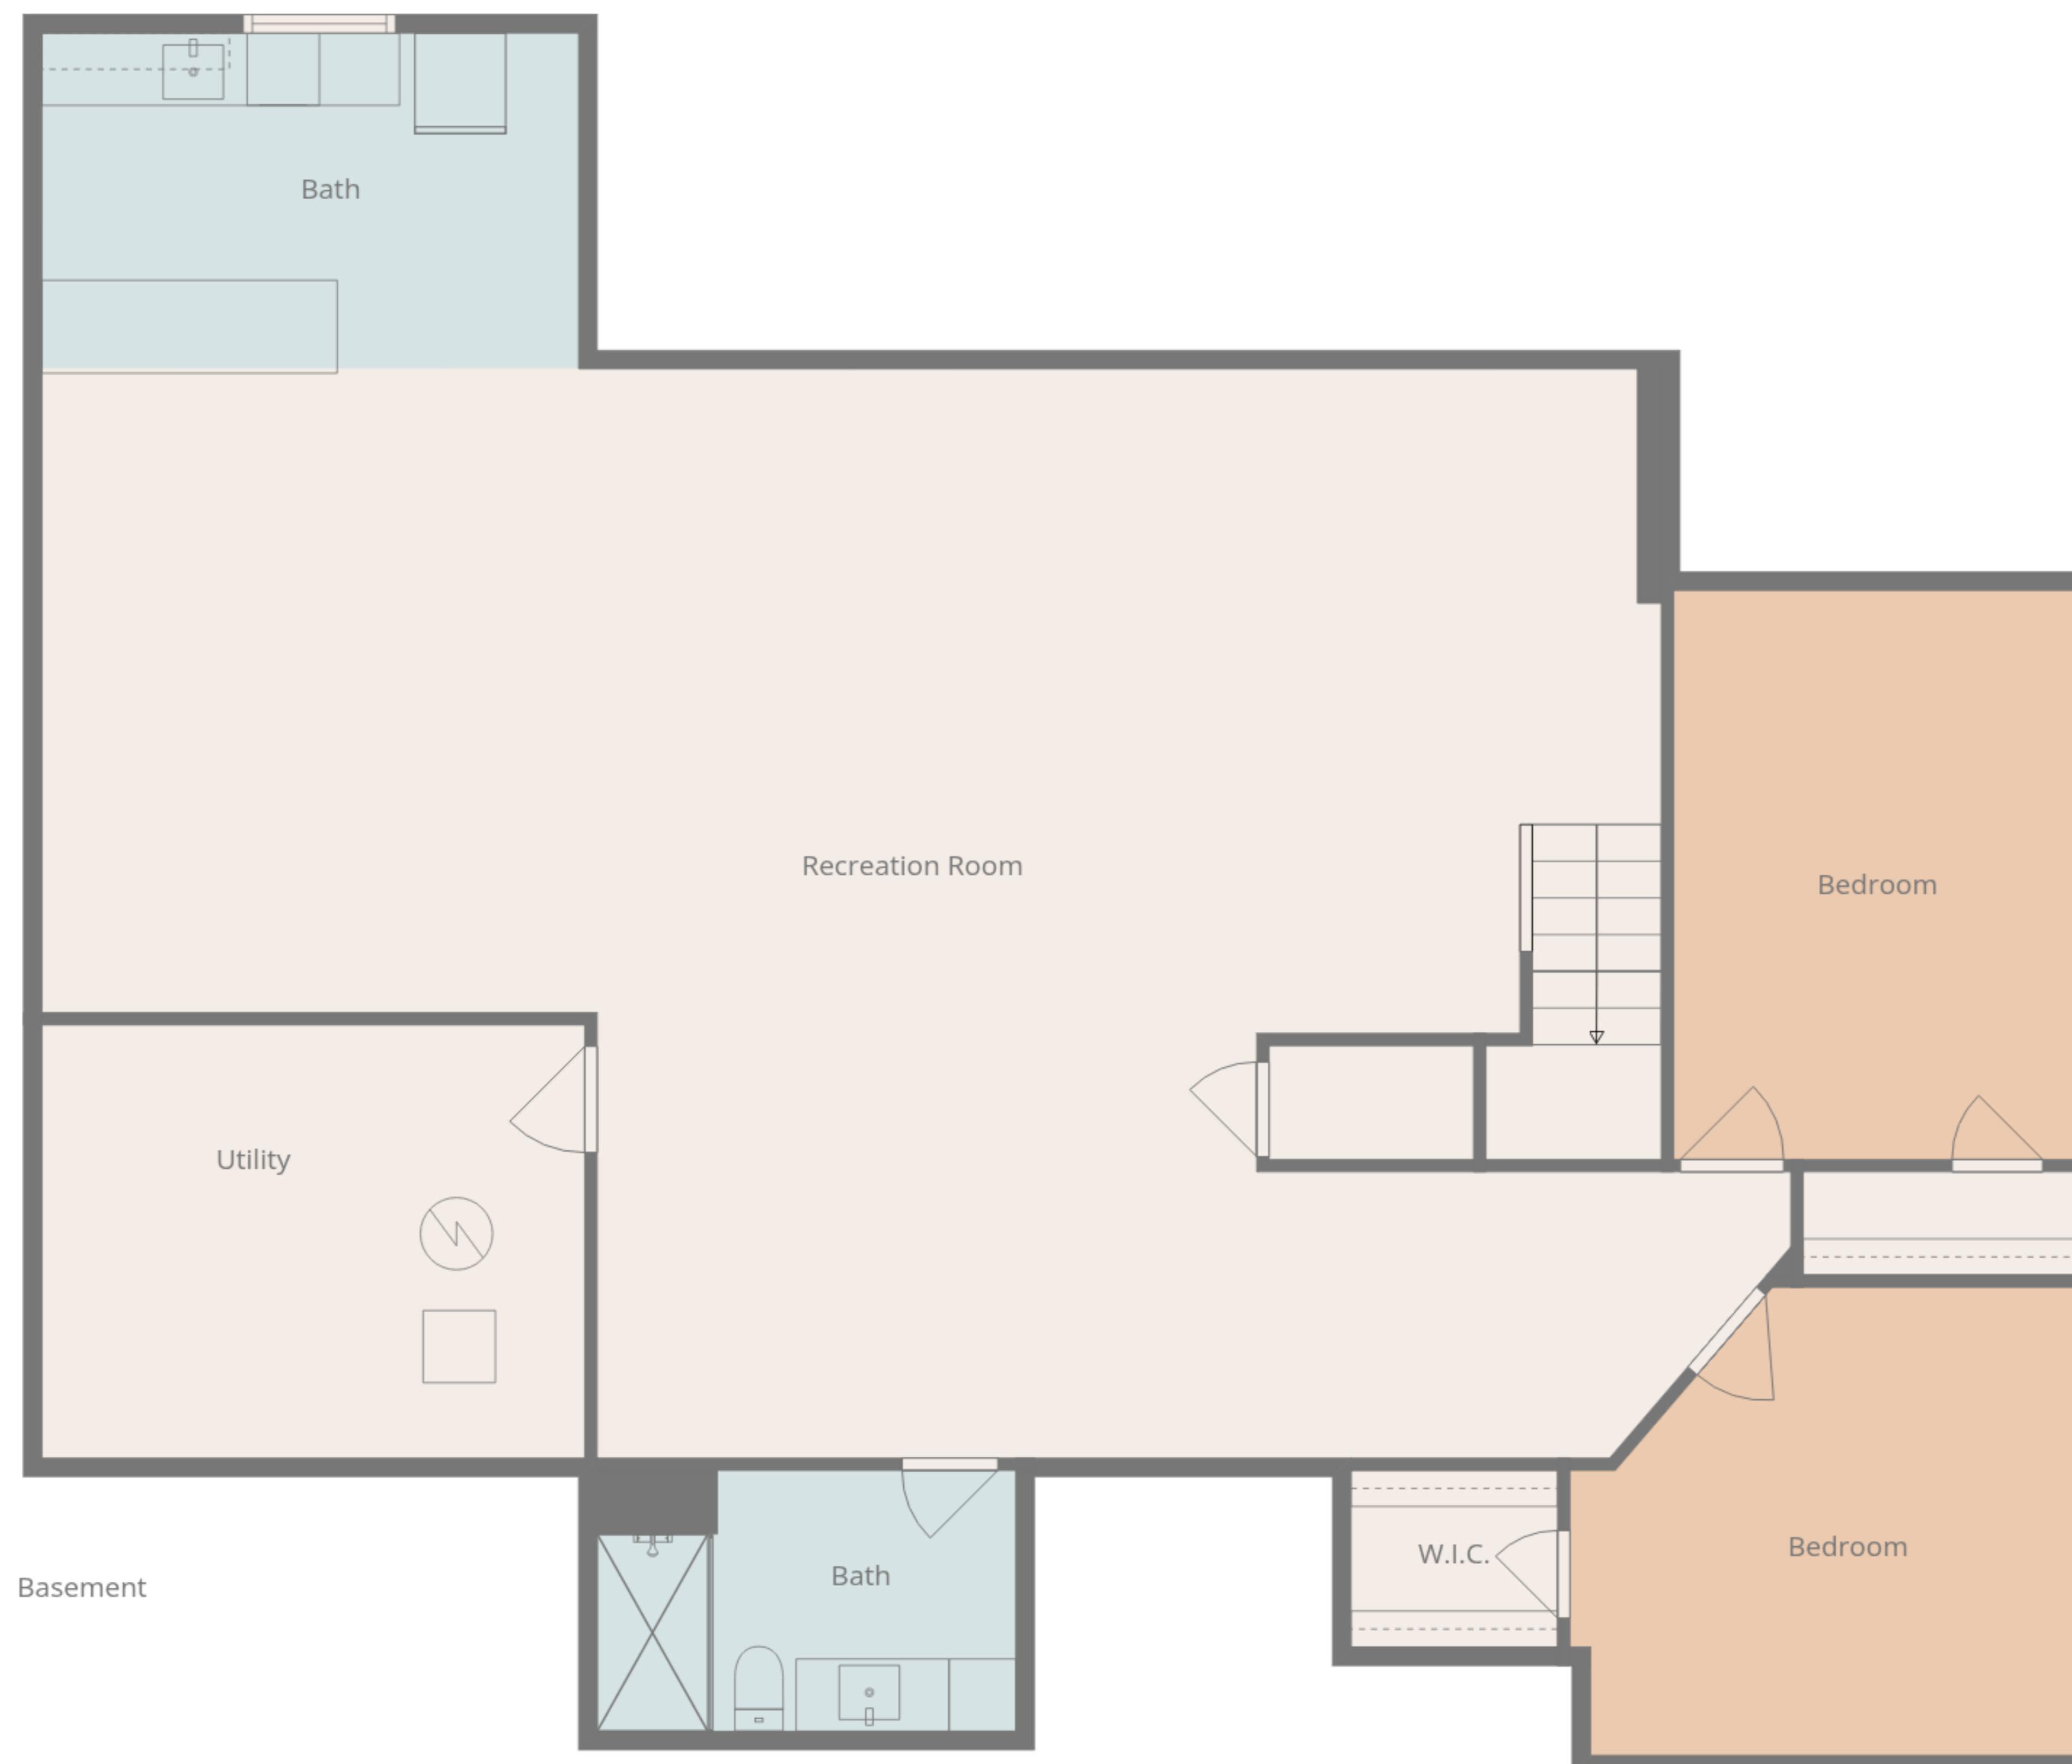 Bath
Recreation Room
Bedroom
Utility
W.I.C.
Bedroom
Bath
Basement